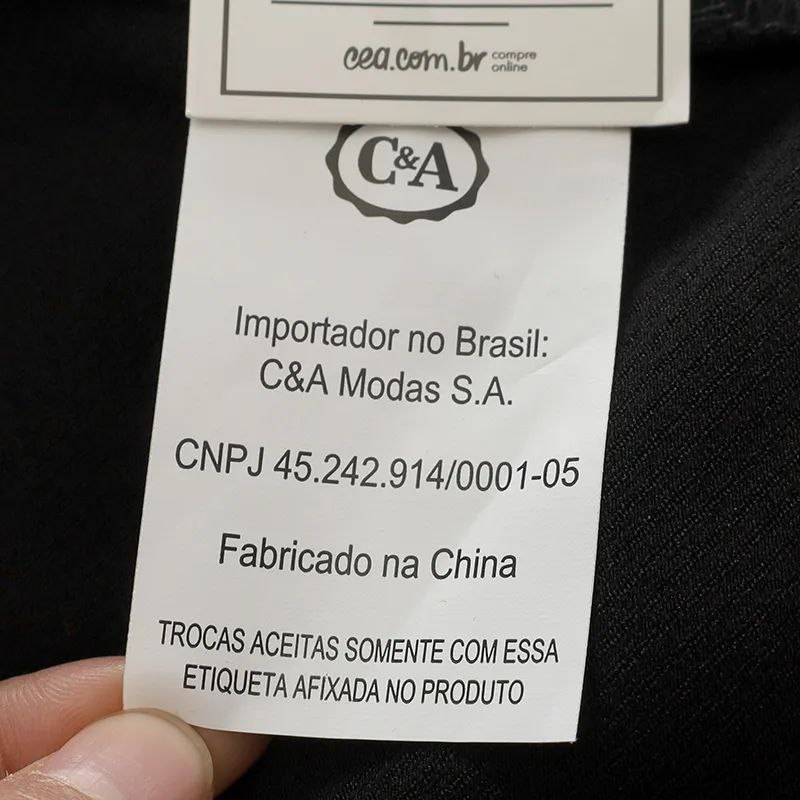 cea.com.br compre online
C&A
Importador no Brasil:
C&A Modas S.A.
CNPJ 45.242.914/0001-05
Fabricado na China
TROCAS ACEITAS SOMENTE COM ESSA
ETIQUETA AFIXADA NO PRODUTO